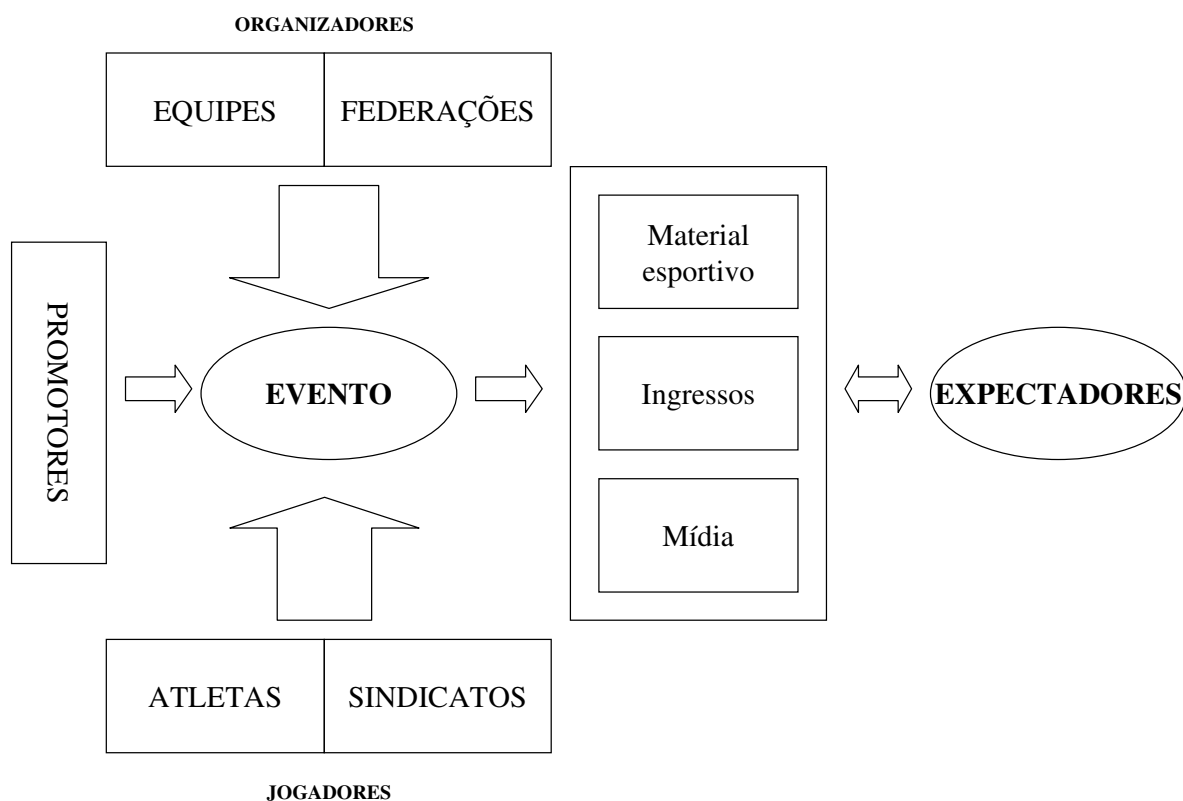 ORGANIZADORES
EQUIPES
FEDERAÇÕES
PROMOTORES
EVENTO
Material
esportivo
Ingressos
Mídia
EXPECTADORES
ATLETAS
SINDICATOS
JOGADORES